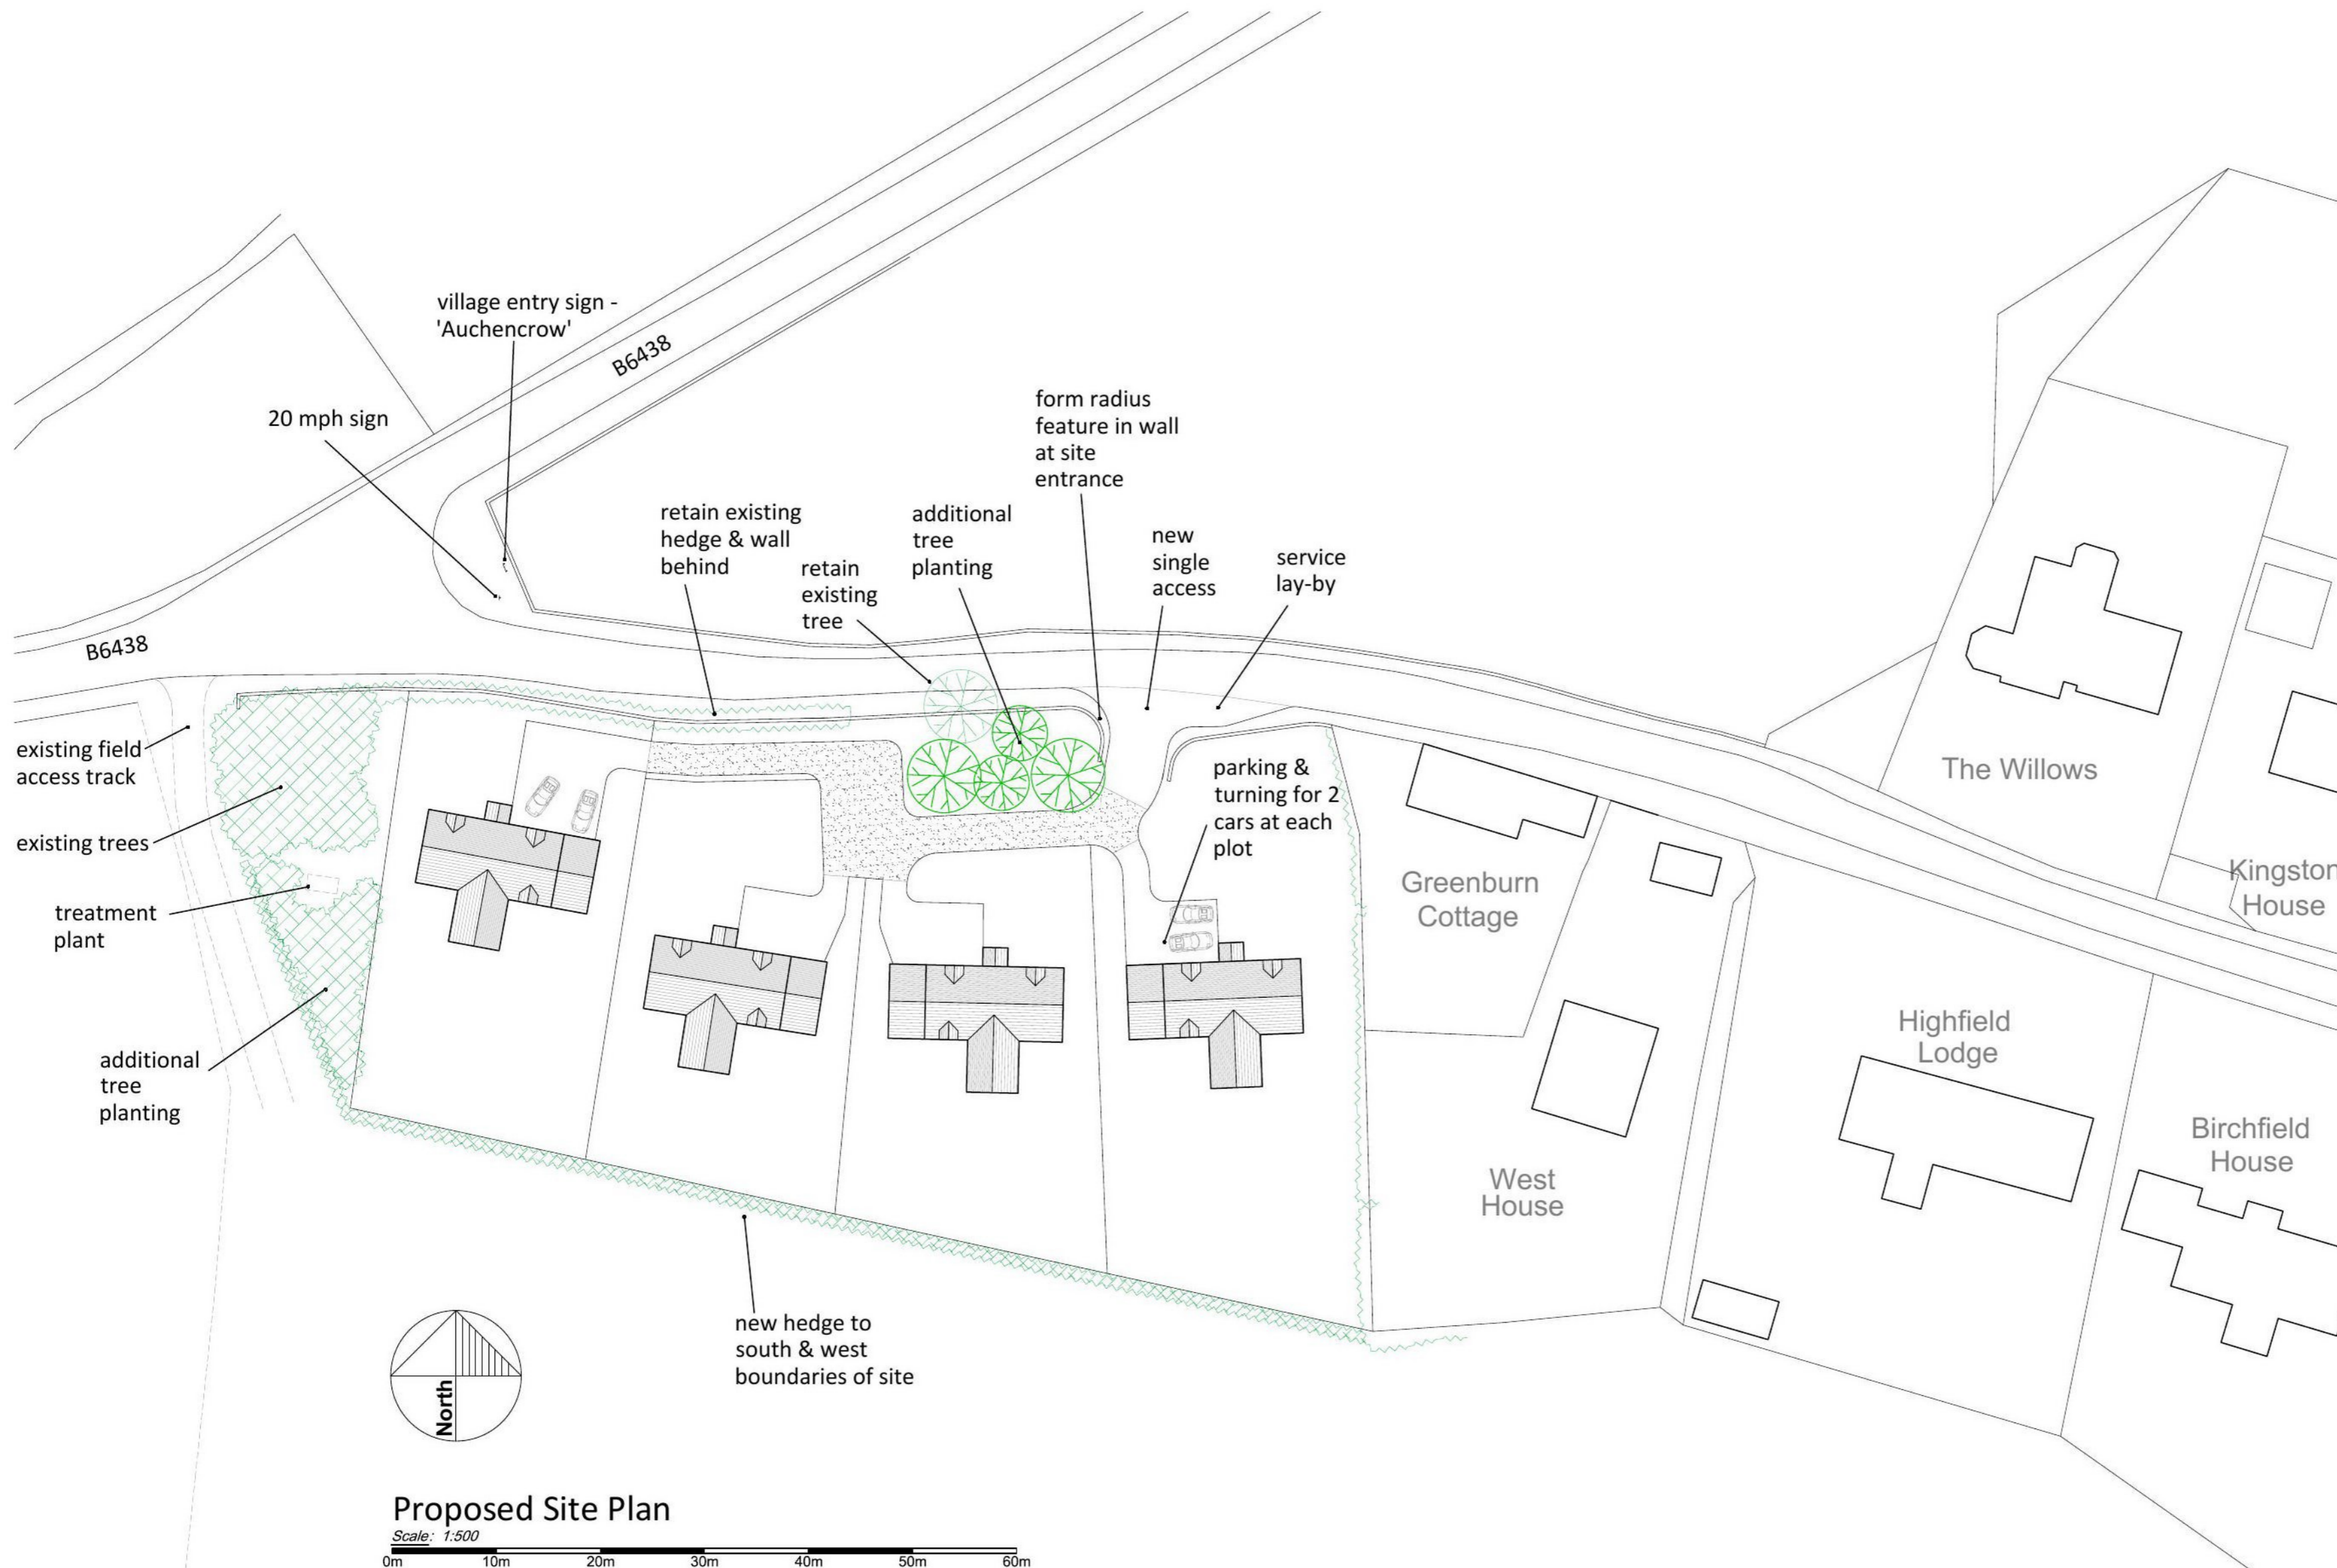 village entry sign -
'Auchencrow'
B6438
20 mph sign
form radius
feature in wall
at site
entrance
retain existing
hedge & wall
behind
retain
existing
tree
additional
tree
planting
new
single
access
service
lay-by
B6438
existing field
access track
existing trees
treatment
plant
additional
tree
planting
parking &
turning for 2
cars at each
plot
The Willows
Greenburn
Cottage
Kingston
House
Highfield
Lodge
West
House
Birchfield
House
new hedge to
south & west
boundaries of site
North
Proposed Site Plan
Scale: 1:500
0m 10m 20m 30m 40m 50m 60m